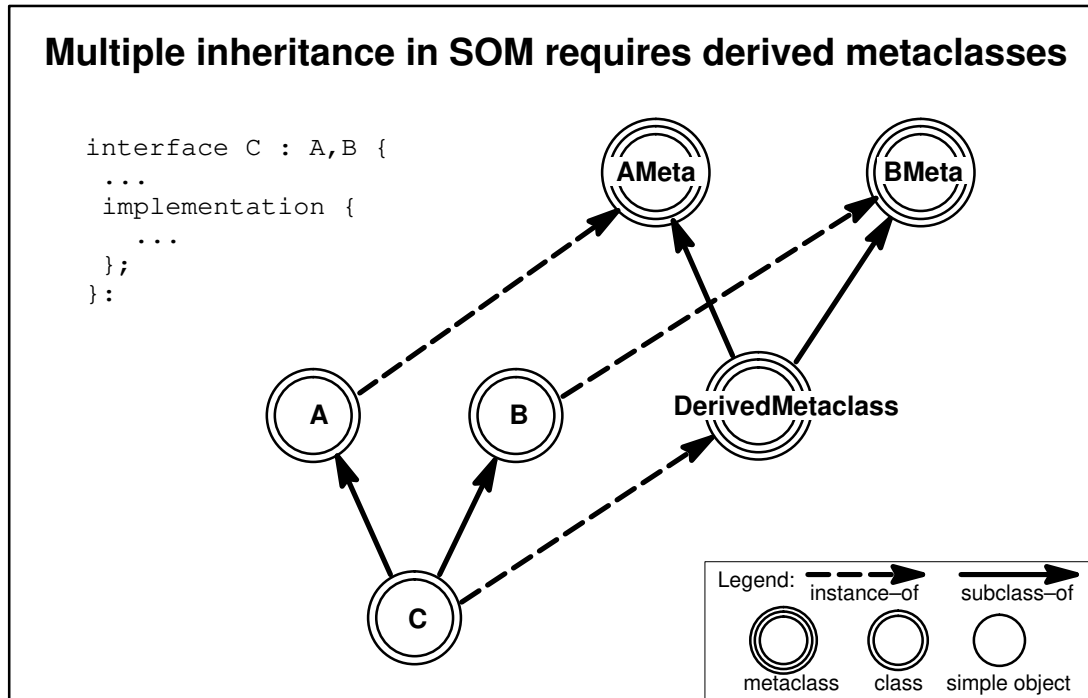 Multiple inheritance in SOM requires derived metaclasses
interface C : A,B {
...
implementation {
...
};
}:
AMeta
BMeta
A
B
DerivedMetaclass
C
Legend:
instance–of
subclass–of
metaclass
class
simple object